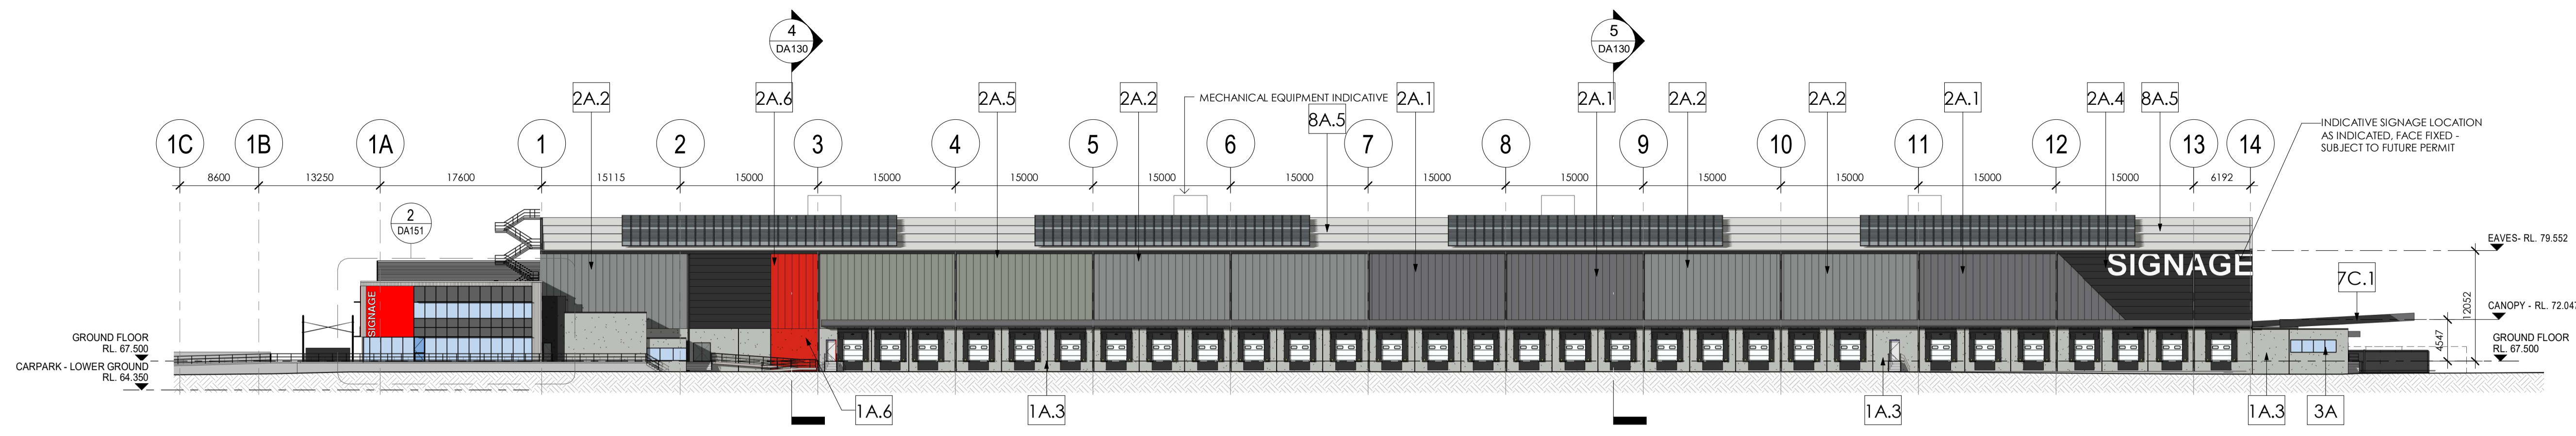 4
DA130
5
DA130
2A.2
2A.6
2A.5
2A.2
MECHANICAL EQUIPMENT INDICATIVE
8A.5
2A.1
2A.1
2A.2
2A.2
2A.1
2A.4
8A.5
INDICATIVE SIGNAGE LOCATION
AS INDICATED, FACE FIXED -
SUBJECT TO FUTURE PERMIT
1C
1B
1A
1
2
3
4
5
6
7
8
9
10
11
12
13
14
8600
13250
17600
15115
15000
15000
15000
15000
15000
15000
15000
15000
15000
15000
15000
6192
2
DA151
EAVES- RL. 79.552
SIGNAGE
SIGNAGE
7C.1
12052
CANOPY - RL. 72.047
4547
GROUND FLOOR
RL. 67.500
CARPARK - LOWER GROUND
RL. 64.350
GROUND FLOOR
RL. 67.500
1A.6
1A.3
1A.3
1A.3
3A